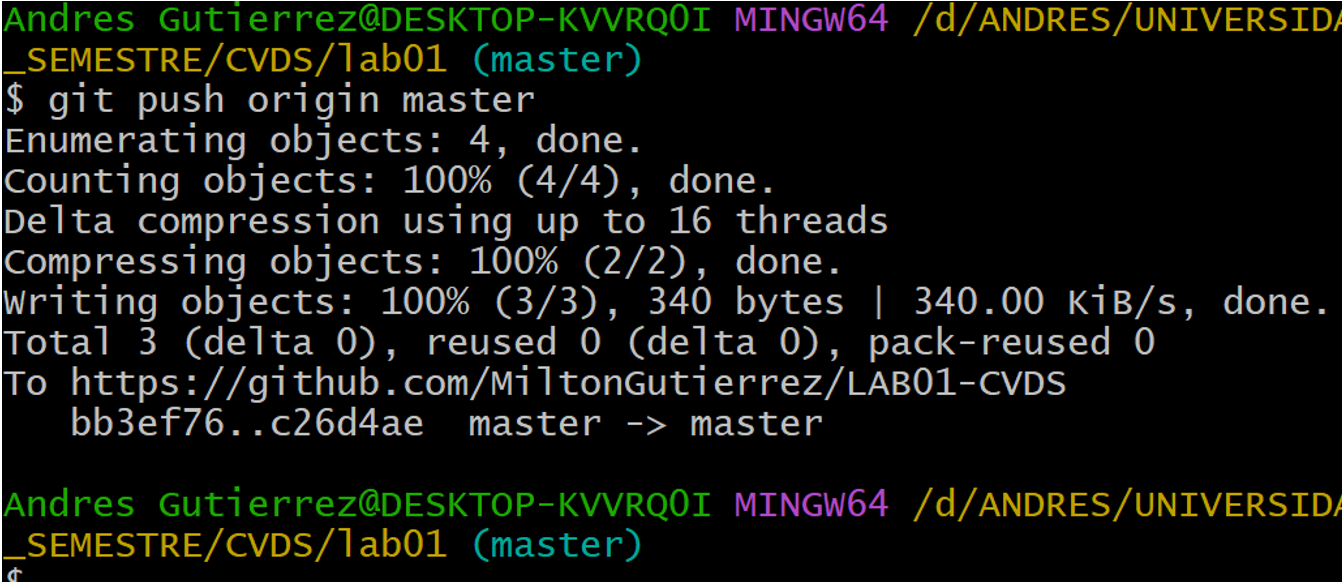 Andres Gutierrez@DESKTOP-KVVRQ0I MINGW64 /d/ANDRES/UNIVERSIDA
_SEMESTRE/CVDS/lab01 (master)
$ git push origin master
Enumerating objects: 4, done.
Counting objects: 100% (4/4), done.
Delta compression using up to 16 threads
Compressing objects: 100% (2/2), done.
Writing objects: 100% (3/3), 340 bytes | 340.00 KiB/s, done.
Total 3 (delta 0), reused 0 (delta 0), pack-reused 0
To https://github.com/MiltonGutierrez/LAB01-CVDS
   bb3ef76..c26d4ae  master -> master
Andres Gutierrez@DESKTOP-KVVRQ0I MINGW64 /d/ANDRES/UNIVERSIDA
_SEMESTRE/CVDS/lab01 (master)
$